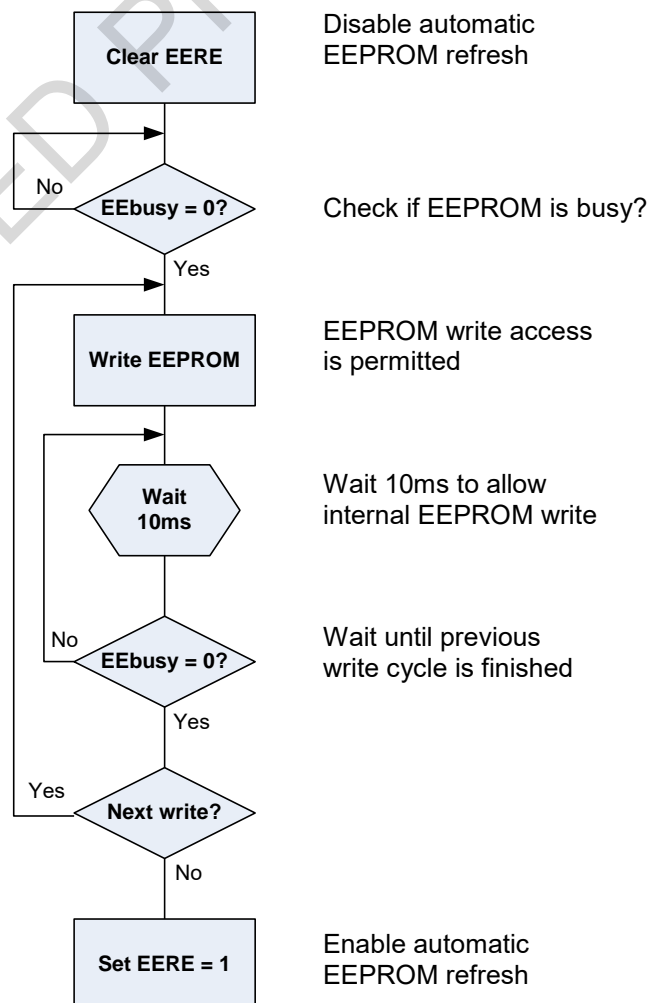 Clear EERE
Disable automatic
EEPROM refresh
No
EEbusy = 0?
Check if EEPROM is busy?
Yes
Write EEPROM
EEPROM write access
is permitted
Wait
10ms
Wait 10ms to allow
internal EEPROM write
No
EEbusy = 0?
Wait until previous
write cycle is finished
Yes
Yes
Next write?
No
Set EERE = 1
Enable automatic
EEPROM refresh